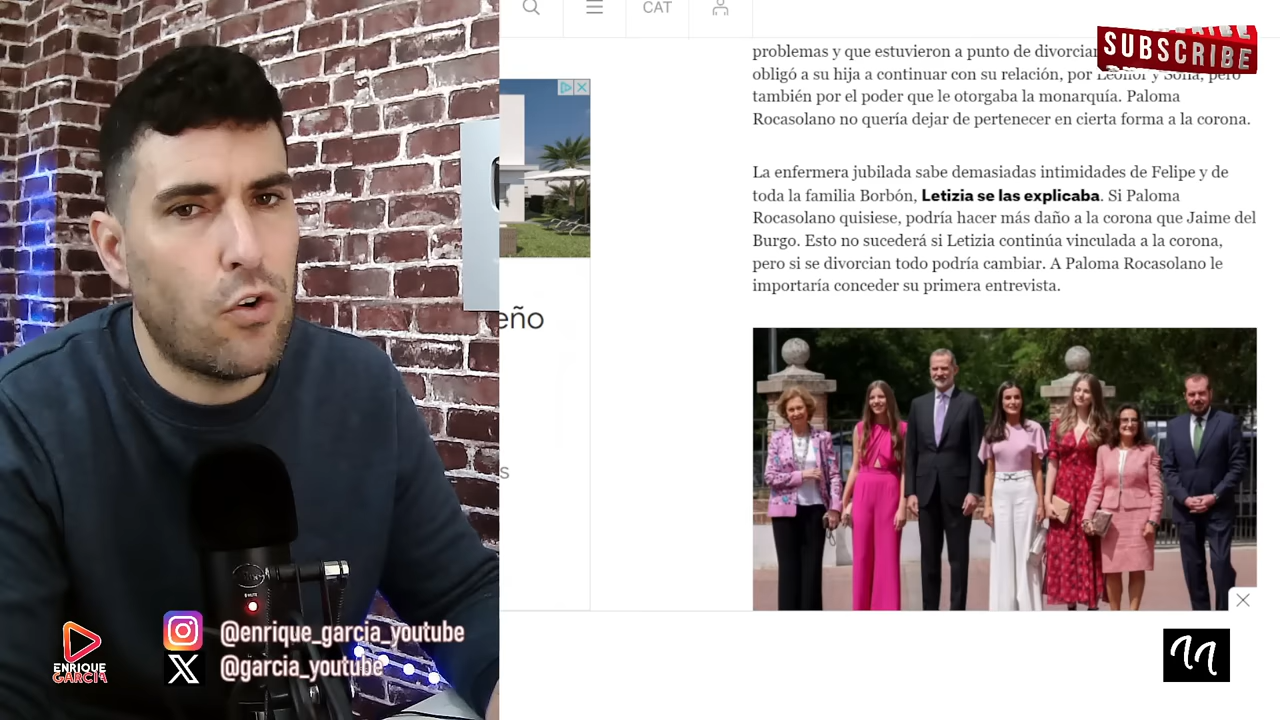 CAT
SUBSCRIBE
problemas y que estuvieron a punto de
obligó a su hija a continuar con su relación, por Leonor y Sofía, pero
también por el poder que le otorgaba la monarquía. Paloma
Rocasolano no quería dejar de pertenecer en cierta forma a la corona.
La enfermera jubilada sabe demasiadas intimidades de Felipe y de
toda la familia Borbón, Letizia se las explicaba. Si Paloma
Rocasolano quisiese, podría hacer más daño a la corona que Jaime del
Burgo. Esto no sucederá si Letizia continúa vinculada a la corona,
pero si se divorcian todo podría cambiar. A Paloma Rocasolano le
importaría conceder su primera entrevista.
eño
s
@enrique_garcia_youtube
@garcia_youtube
ENRIQUE
GARCIA